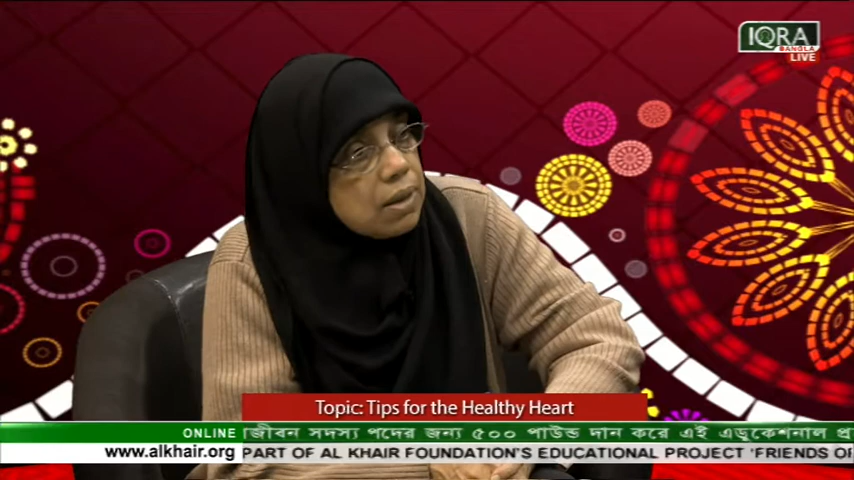 IQRA
BANGLA
LIVE
Topic: Tips for the Healthy Heart
ONLINE জীবন সদস্য পদের জন্য ৫০০ পাউন্ড দান করে এই এডুকেশনাল
www.alkhair.org PART OF AL KHAIR FOUNDATION'S EDUCATIONAL PROJECT 'FRIENDS